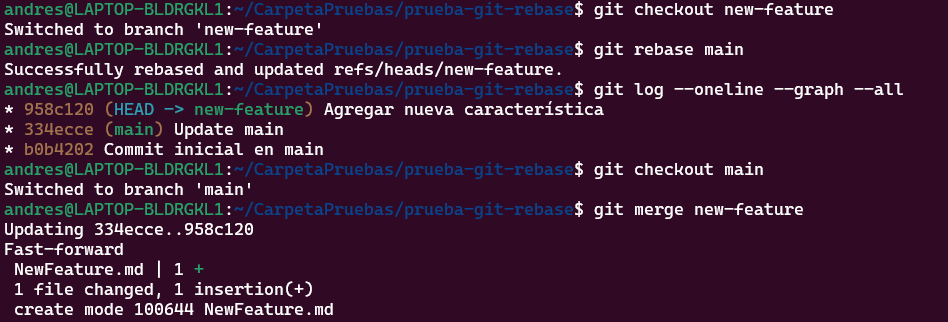 andres@LAPTOP-BLDRGKL1:~/CarpetaPruebas/prueba-git-rebase$ git checkout new-feature
Switched to branch 'new-feature'
andres@LAPTOP-BLDRGKL1:~/CarpetaPruebas/prueba-git-rebase$ git rebase main
Successfully rebased and updated refs/heads/new-feature.
andres@LAPTOP-BLDRGKL1:~/CarpetaPruebas/prueba-git-rebase$ git log --oneline --graph --all
* 958c120 (HEAD -> new-feature) Agregar nueva característica
* 334ecce (main) Update main
* b0b4202 Commit inicial en main
andres@LAPTOP-BLDRGKL1:~/CarpetaPruebas/prueba-git-rebase$ git checkout main
Switched to branch 'main'
andres@LAPTOP-BLDRGKL1:~/CarpetaPruebas/prueba-git-rebase$ git merge new-feature
Updating 334ecce..958c120
Fast-forward
 NewFeature.md | 1 +
 1 file changed, 1 insertion(+)
 create mode 100644 NewFeature.md